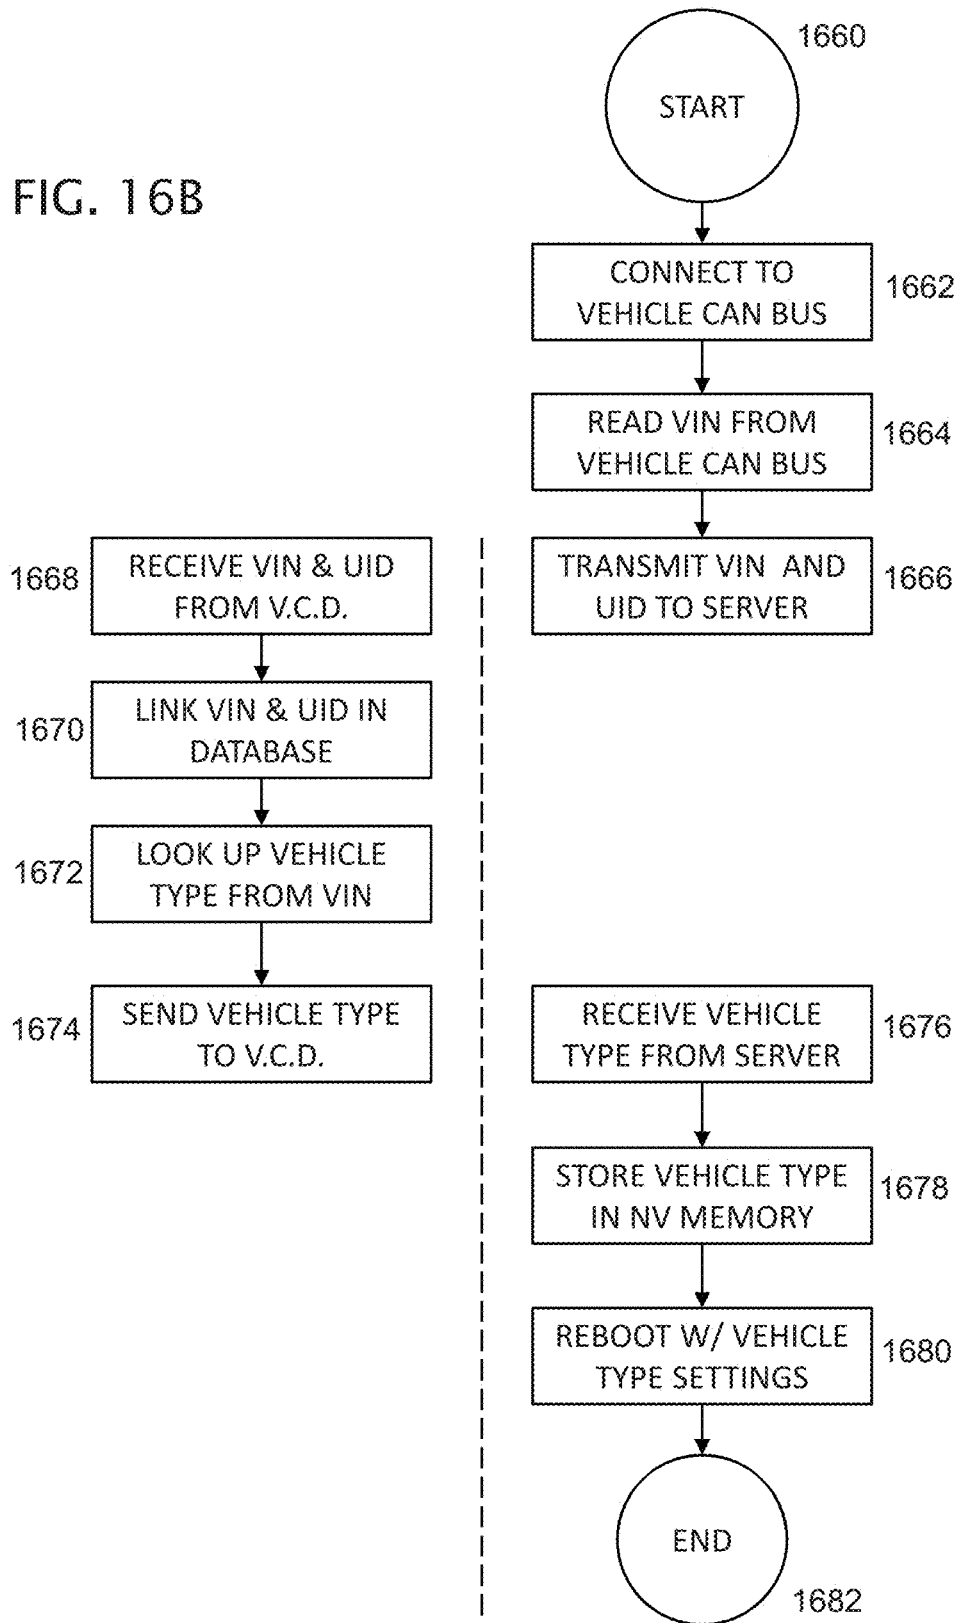 1660
START
FIG. 16B
CONNECT TO
VEHICLE CAN BUS
1662
READ VIN FROM
VEHICLE CAN BUS
1664
TRANSMIT VIN AND
UID TO SERVER
1666
1668
RECEIVE VIN & UID
FROM V.C.D.
1670
LINK VIN & UID IN
DATABASE
1672
LOOK UP VEHICLE
TYPE FROM VIN
1674
SEND VEHICLE TYPE
TO V.C.D.
RECEIVE VEHICLE
TYPE FROM SERVER
1676
STORE VEHICLE TYPE
IN NV MEMORY
1678
REBOOT W/ VEHICLE
TYPE SETTINGS
1680
END
1682